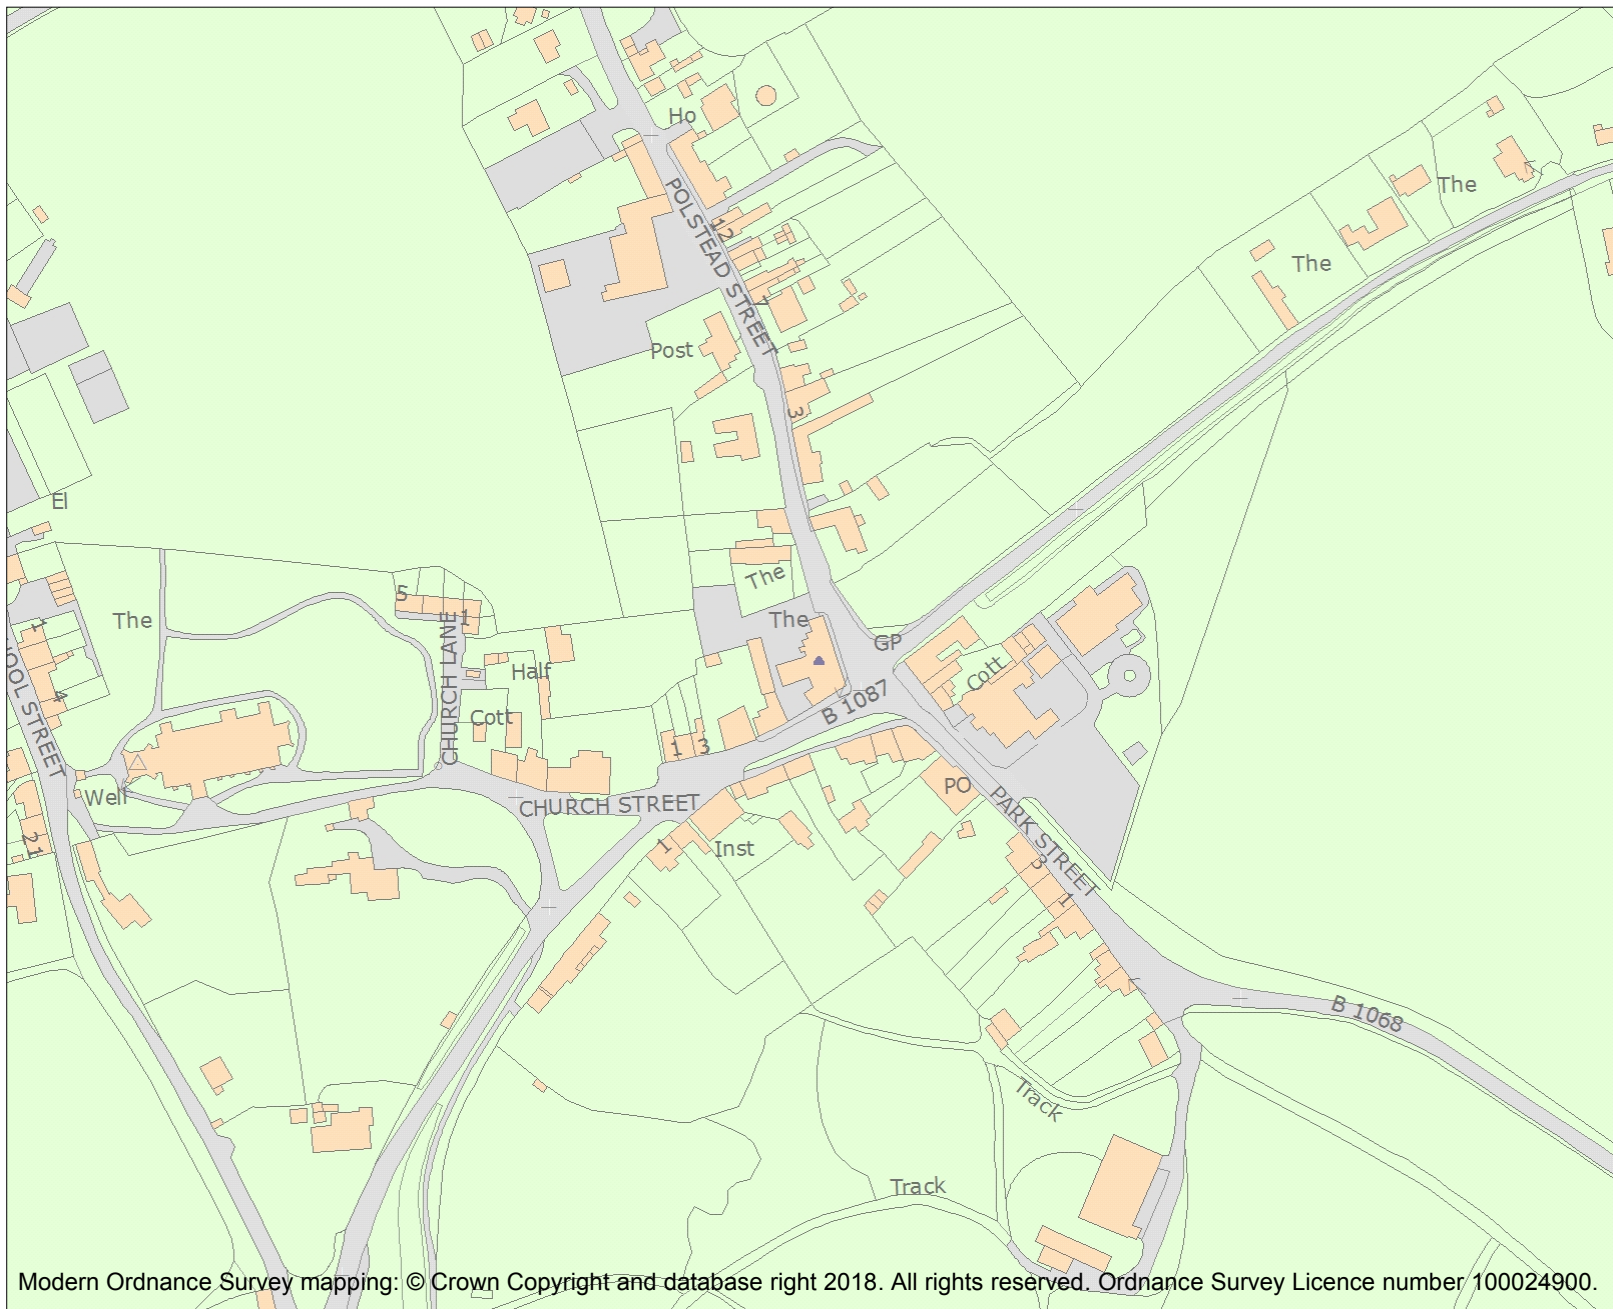 Ho
The
12
POLSTEAD STREET
The
7
Post
3
El
The
5
1
The
The
1
GP
CHURCH LANE
Half
Cott
4
B 1087
Cott
1
3
Well
PO
CHURCH STREET
PARK STREET
21
1
Inst
3
1
B 1068
Track
Track
Modern Ordnance Survey mapping: © Crown Copyright and database right 2018. All rights reserved. Ordnance Survey Licence number 100024900.